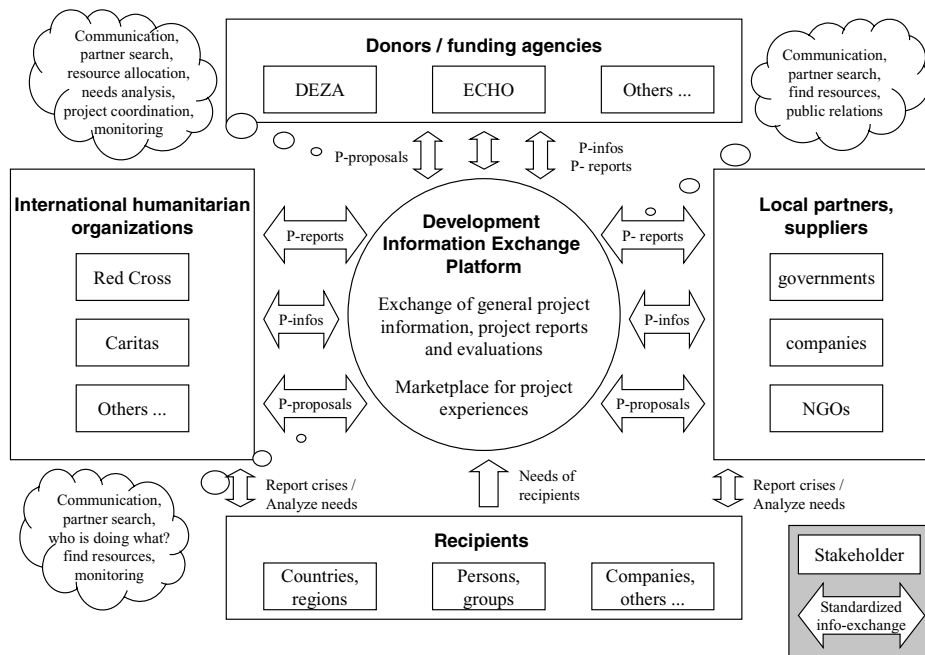 Communication,
partner search,
resource allocation,
needs analysis,
project coordination,
monitoring
Donors / funding agencies
DEZA
ECHO
Others ...
Communication,
partner search,
find resources,
public relations
P-proposals
P-infos
P- reports
International humanitarian
organizations
Red Cross
Caritas
Others ...
P-reports
P-infos
P-proposals
Development
Information Exchange
Platform
Exchange of general project
information, project reports
and evaluations
Marketplace for project
experiences
P- reports
P-infos
P-proposals
Local partners,
suppliers
governments
companies
NGOs
Communication,
partner search,
who is doing what?
find resources,
monitoring
Report crises /
Analyze needs
Needs of
recipients
Report crises /
Analyze needs
Recipients
Countries,
regions
Persons,
groups
Companies,
others ...
Stakeholder
Standardized
info-exchange